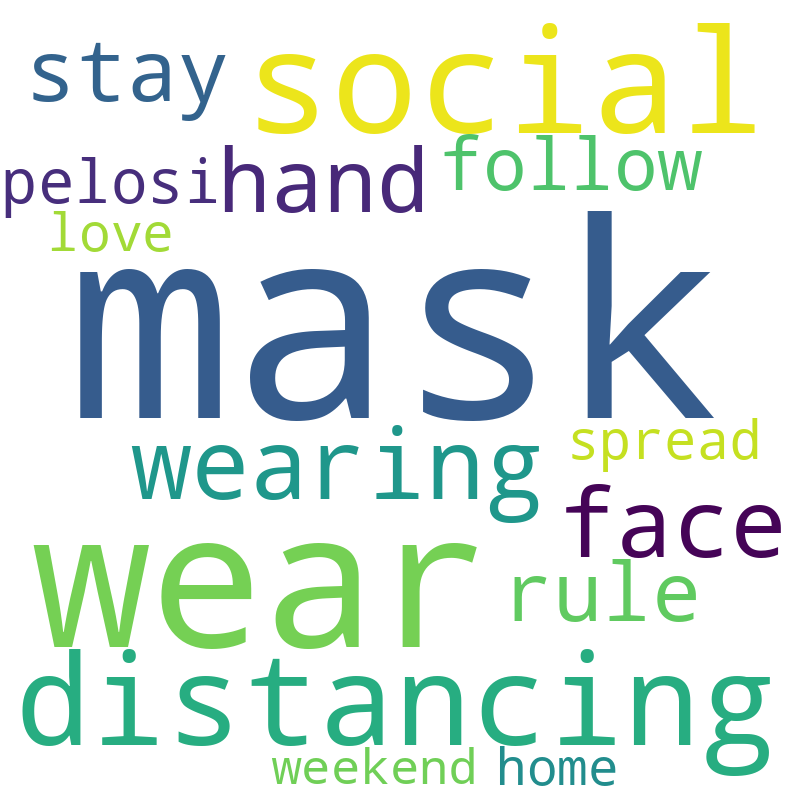 stay social
pelosi hand follow
love
mask
wearing spread
face
wear rule
distancing
weekend home